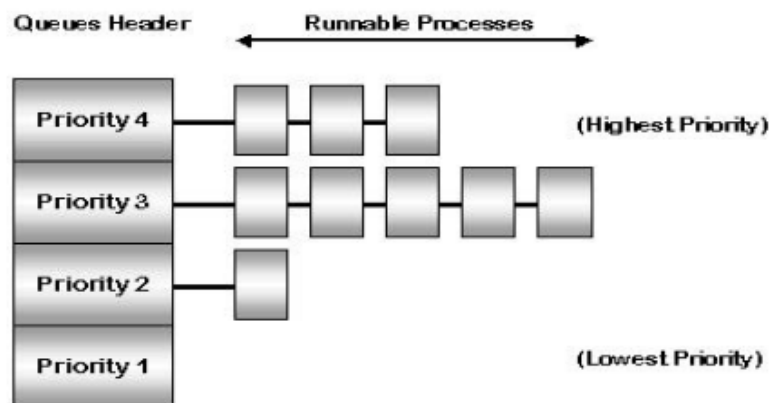 Queues Header
Runnable Processes
Priority 4
(Highest Priority)
Priority 3
Priority 2
Priority 1
(Lowest Priority)